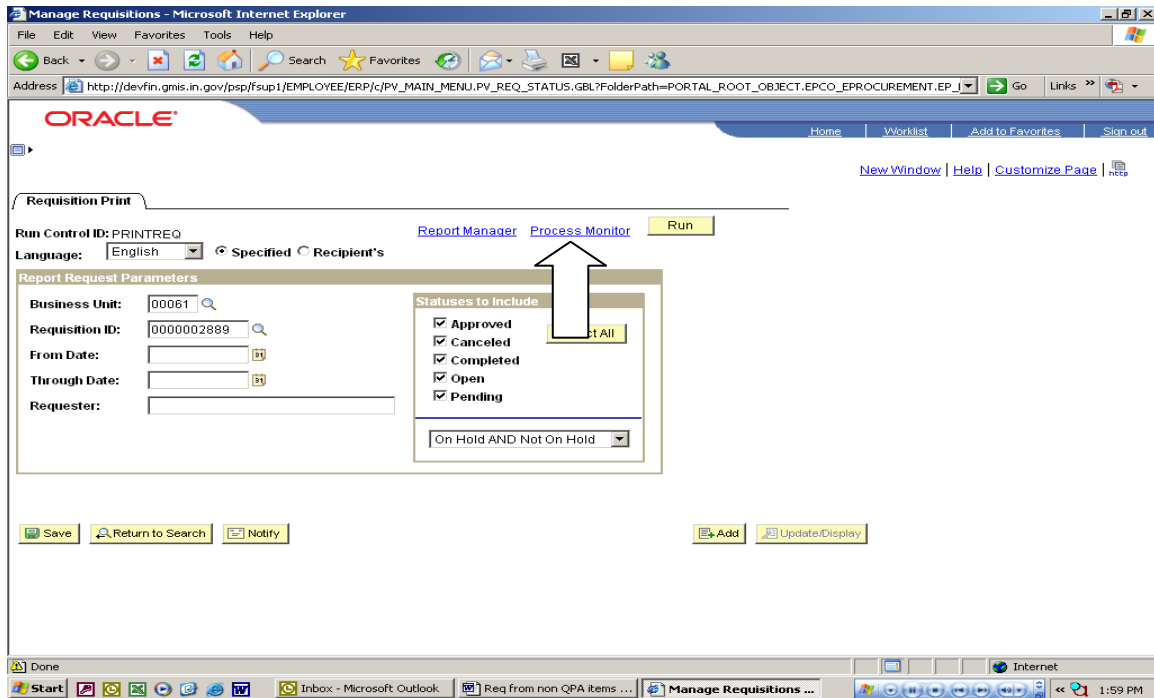 Manage Requisitions - Microsoft Internet Explorer
File Edit View Favorites Tools Help
Back Search Favorites
Address http://devfin.gmis.in.gov/psp/fsup1/EMPLOYEE/ERP/c/PV_MAIN_MENU.PV_REQ_STATUS.GBL?FolderPath=PORTAL_ROOT_OBJECT.EPCO_EPROCUREMENT.EP_ Go Links »
ORACLE
Home Worklist Add to Favorites Sign out
New Window | Help | Customize Page | http
Requisition Print
Run Control ID: PRINTREQ Report Manager Process Monitor Run
Language: English Specified Recipient's
Report Request Parameters
Business Unit: 00061 Statuses to Include
Requisition ID: 0000002889 Approved ct All
Canceled
From Date: 31 Completed
Through Date: 31 Open
Requester: Pending
On Hold AND Not On Hold
Save Return to Search Notify Add Update/Display
Done Internet
Start Inbox - Microsoft Outlook Req from non QPA items ... Manage Requisitions ... « 1:59 PM